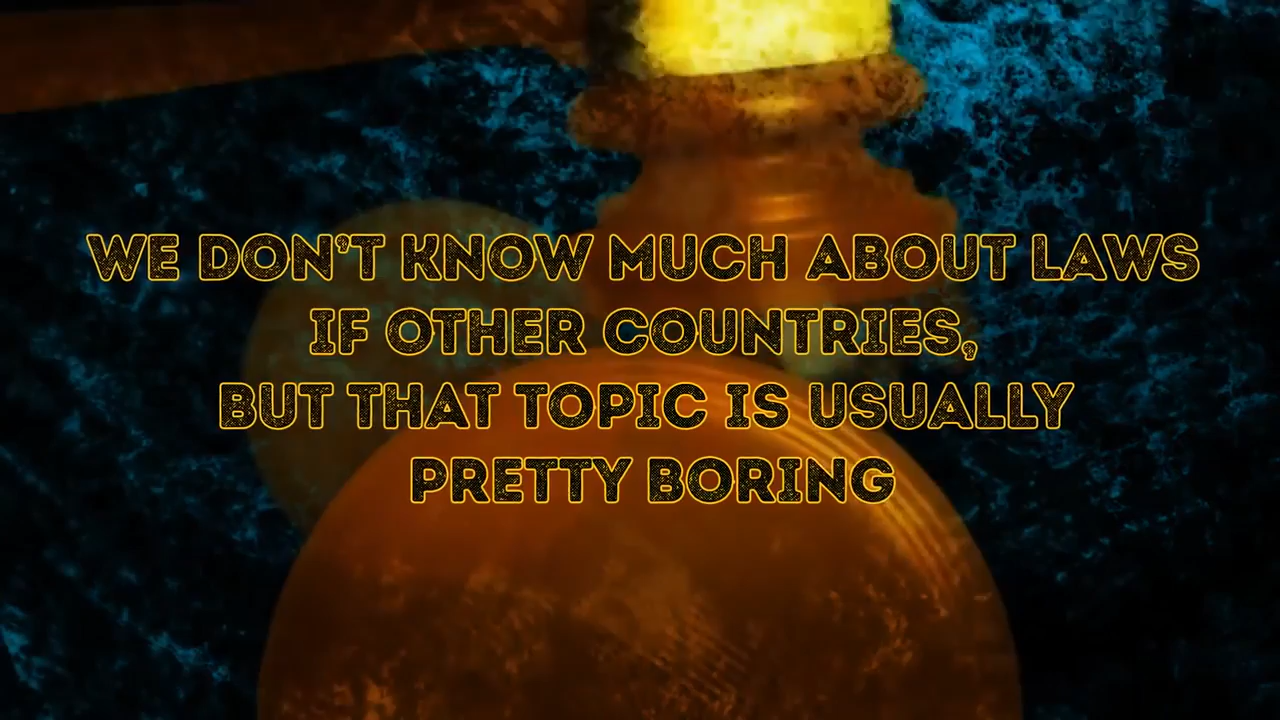 WE DON'T KNOW MUCH ABOUT LAWS
IF OTHER COUNTRIES,
BUT THAT TOPIC IS USUALLY
PRETTY BORING